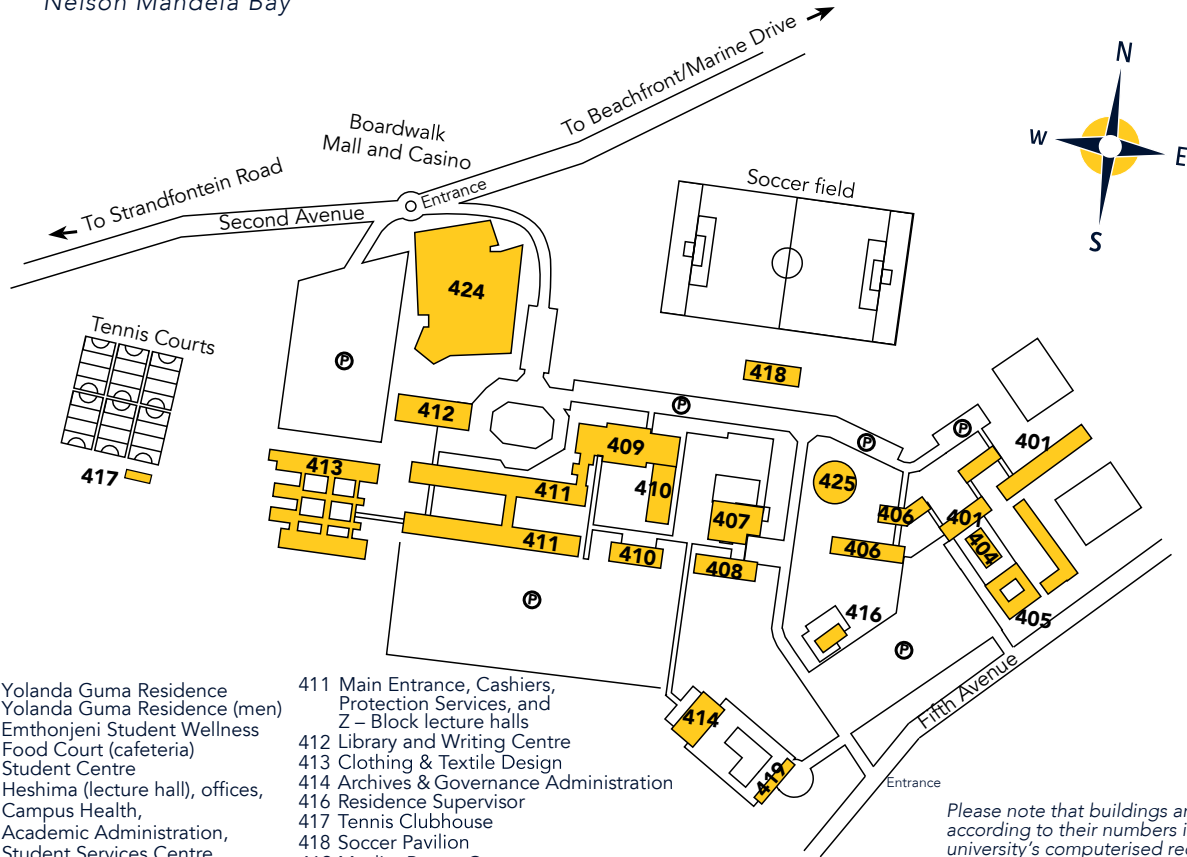 Nelson Mandela Bay
To Beachfront/Marine Drive
N
W
E
S
Boardwalk
Mall and Casino
To Strandfontein Road
Second Avenue
Entrance
Soccer field
424
Tennis Courts
P
418
412
P
P
P
401
409
413
417
411
410
425
407
406
401
411
410
408
406
404
P
416
405
P
Fifth Avenue
414
419
Entrance
Yolanda Guma Residence
Yolanda Guma Residence (men)
Emthonjeni Student Wellness
Food Court (cafeteria)
Student Centre
Heshima (lecture hall), offices,
Campus Health,
Academic Administration,
Student Services Centre
411 Main Entrance, Cashiers,
Protection Services, and
Z – Block lecture halls
412 Library and Writing Centre
413 Clothing & Textile Design
414 Archives & Governance Administration
416 Residence Supervisor
417 Tennis Clubhouse
418 Soccer Pavilion
Please note that buildings
according to their numbers
university's computerised